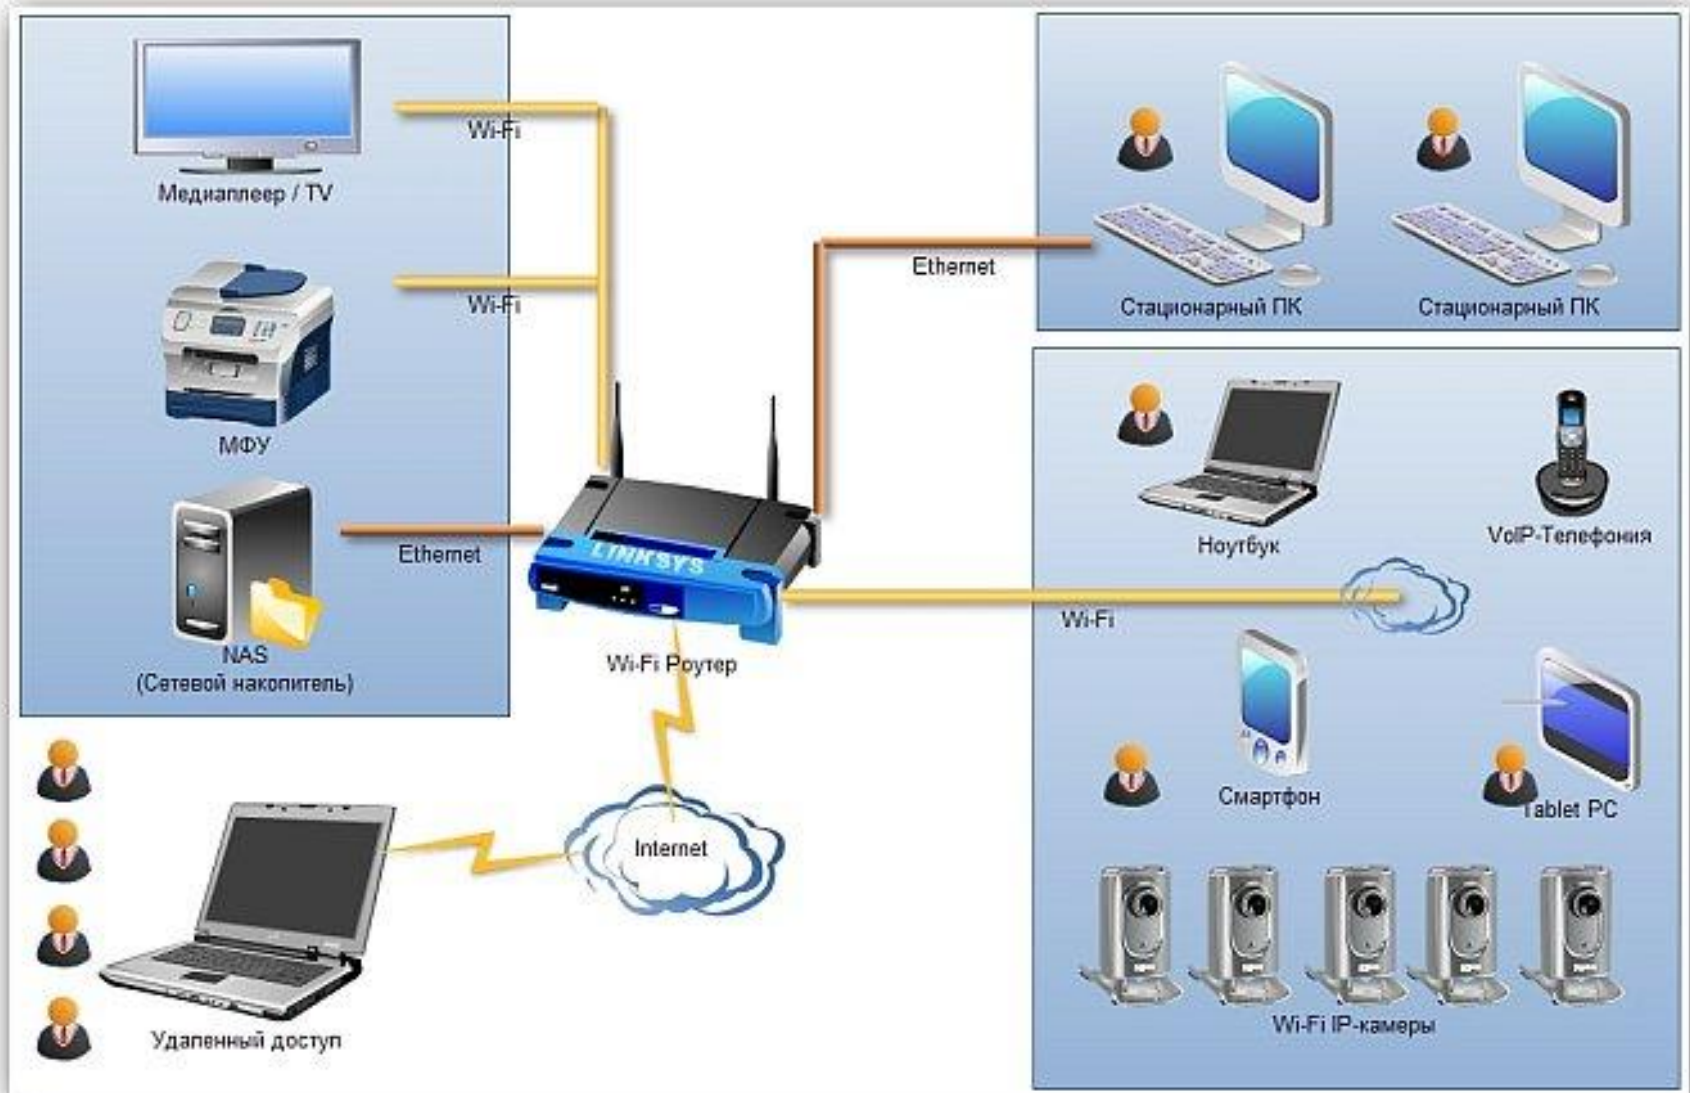 Wi-Fi
Медиаплеер / TV
Wi-Fi
МФУ
Ethernet
NAS
(Сетевой накопитель)
Ethernet
Стационарный ПК
Стационарный ПК
LINKSYS
Wi-Fi Роутер
Ноутбук
VoIP-Телефония
Wi-Fi
Смартфон
Tablet PC
Wi-Fi IP-камеры
Internet
Удаленный доступ